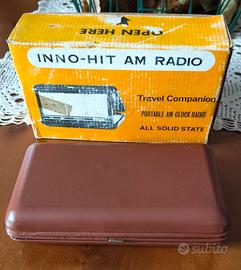 OPEN HERE
INNO-HIT AM RADIO
Travel Companion
PORTABLE AM CLOCK RADIO
ALL SOLID STATE
subito